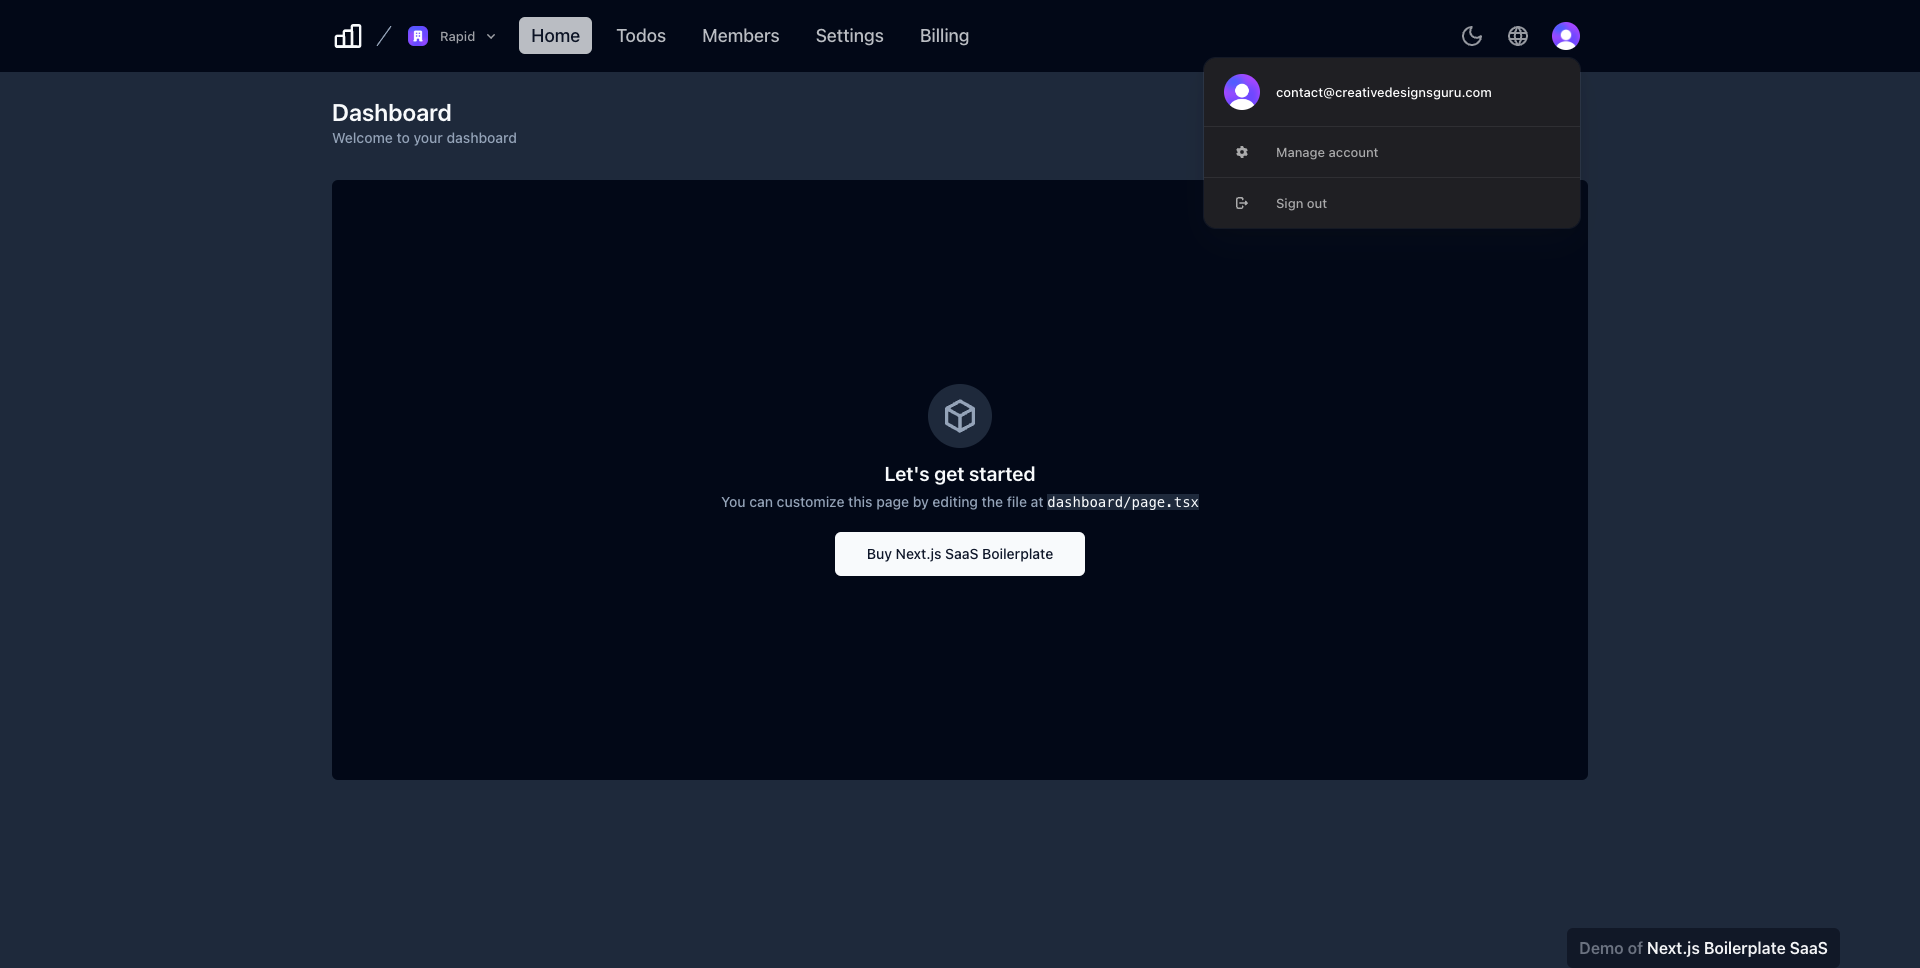 Rapid
Home
Todos
Members
Settings
Billing
contact@creativedesignsguru.com
Manage account
Sign out
Dashboard
Welcome to your dashboard
Let's get started
You can customize this page by editing the file at dashboard/page.tsx
Buy Next.js SaaS Boilerplate
Demo of Next.js Boilerplate SaaS